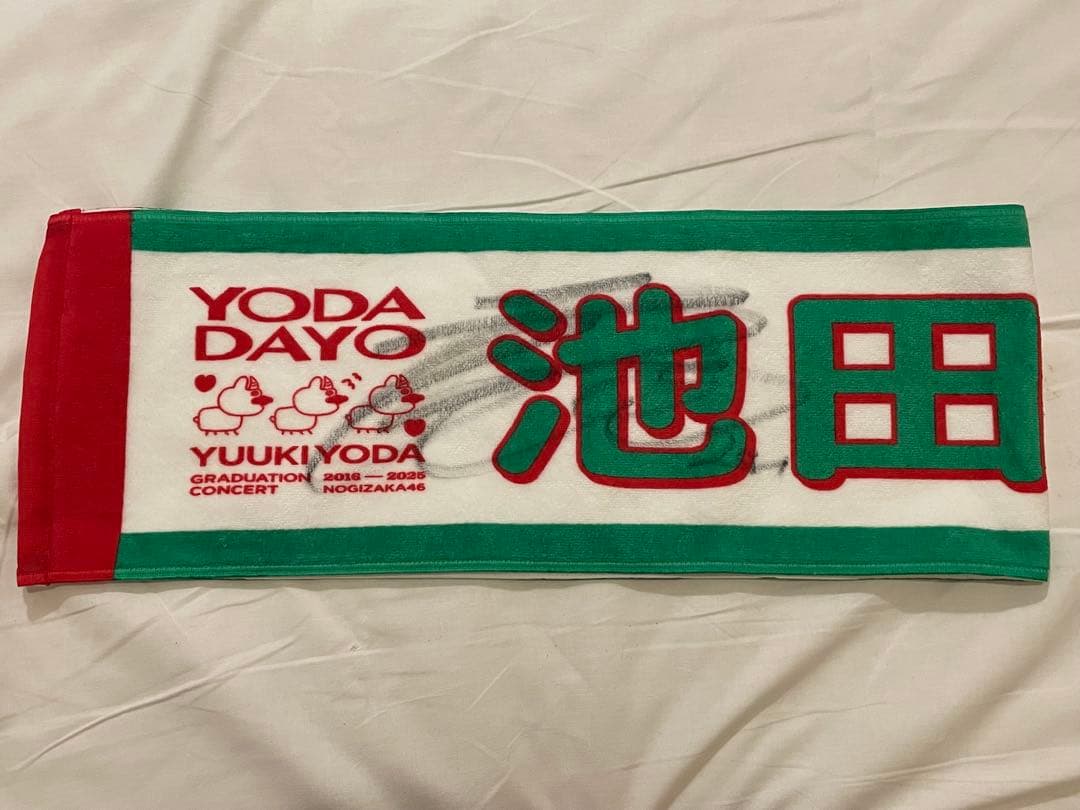 YODA
DAYO
YUUKI YODA
GRADUATION 2016 — 2025
CONCERT NOGIZAKA46
池田